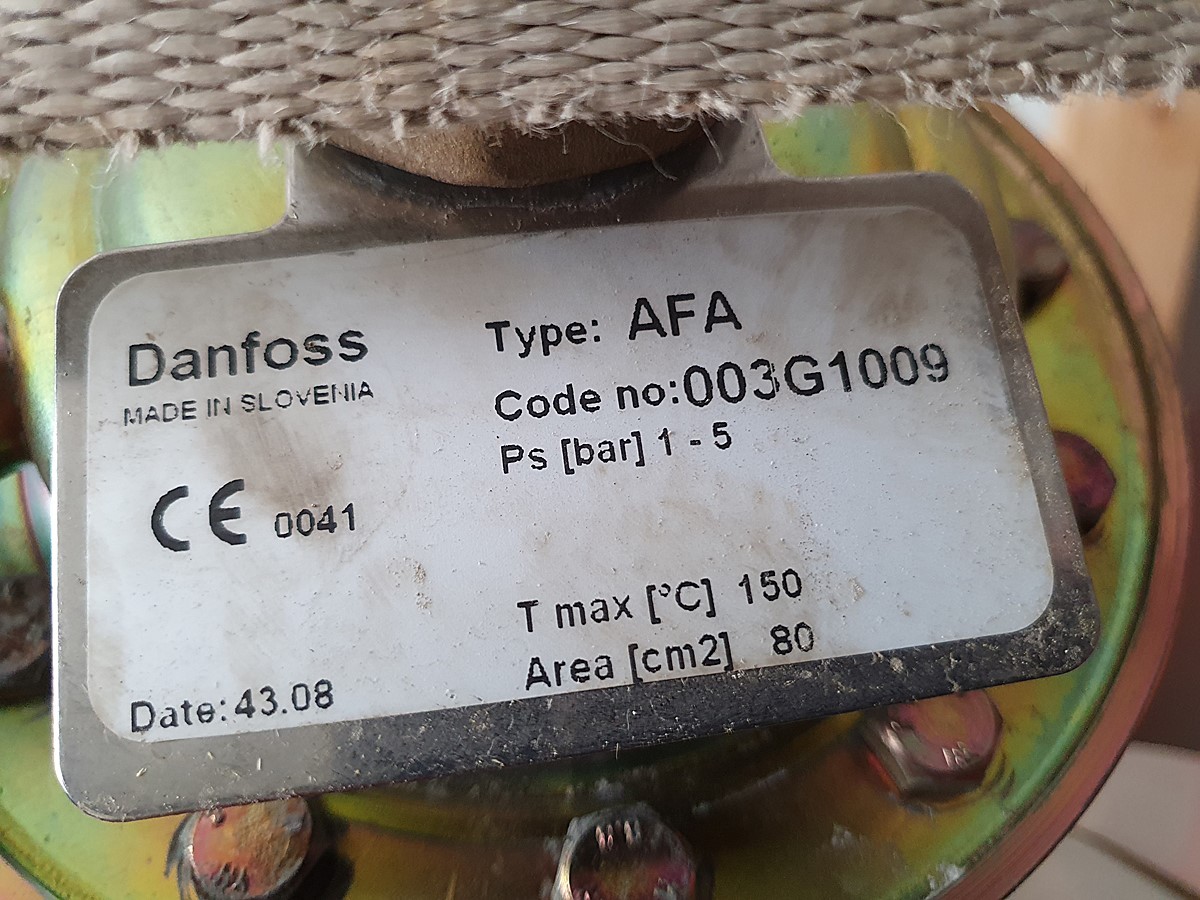 Danfoss
MADE IN SLOVENIA
CE 0041
Date: 43.08
Type: AFA
Code no: 003G1009
Ps [bar] 1 - 5
T max [°C] 150
Area [cm2] 80